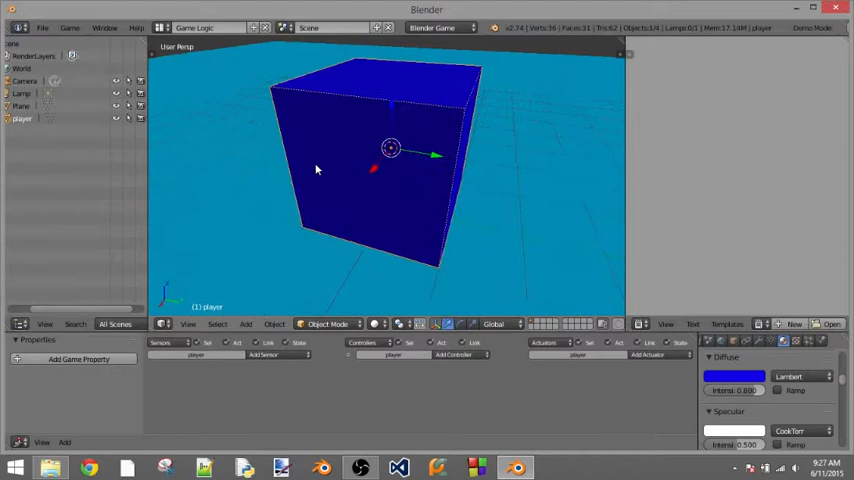 Blender
File Game Window Help Game Logic Scene Blender Game v2.74 | Verts:36 | Faces:31 | Tris:62 | Objects:1/4 | Lamps:0/1 | Mem:17.14M | player Demo Mode:
User Persp
RenderLayers
World
Camera
Lamp
Plane
player
(1) player
View Search All Scenes View Select Add Object Object Mode Global View Text Templates New Open
Properties Sensors Sel Act Link State Controllers Sel Act Link Actuators Sel Act Link State
Add Game Property player Add Sensor player Add Controller player Add Actuator
Diffuse
Lambert
Intensi: 0.800 Ramp
Specular
CookTorr
View Add Intensi: 0.500 Ramp
9:27 AM
6/11/2015